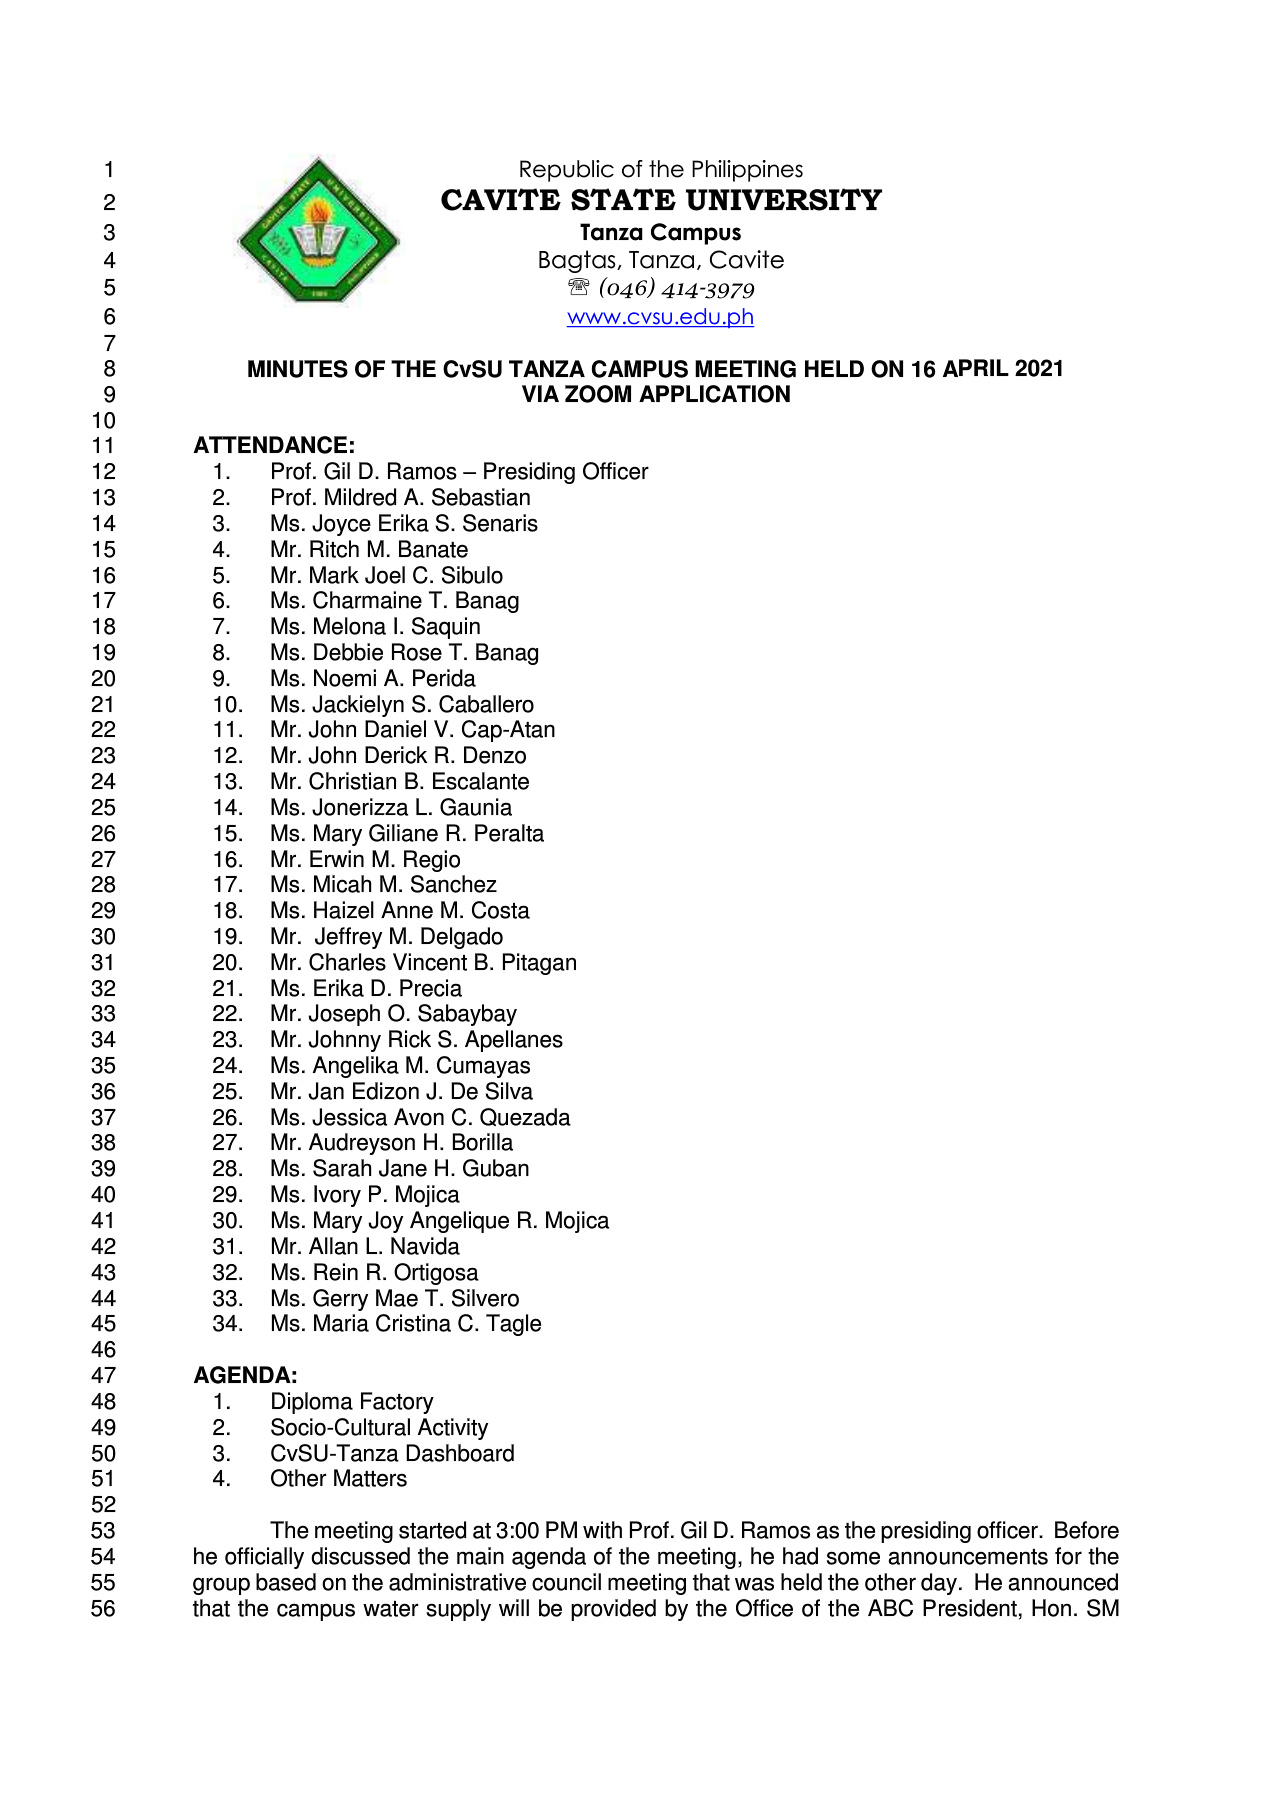 1 Republic of the Philippines
2 CAVITE STATE UNIVERSITY
3 Tanza Campus
4 Bagtas, Tanza, Cavite
5 ☏ (046) 414-3979
6 www.cvsu.edu.ph
7
8 MINUTES OF THE CvSU TANZA CAMPUS MEETING HELD ON 16 APRIL 2021
9 VIA ZOOM APPLICATION
10
11 ATTENDANCE:
12 1. Prof. Gil D. Ramos – Presiding Officer
13 2. Prof. Mildred A. Sebastian
14 3. Ms. Joyce Erika S. Senaris
15 4. Mr. Ritch M. Banate
16 5. Mr. Mark Joel C. Sibulo
17 6. Ms. Charmaine T. Banag
18 7. Ms. Melona I. Saquin
19 8. Ms. Debbie Rose T. Banag
20 9. Ms. Noemi A. Perida
21 10. Ms. Jackielyn S. Caballero
22 11. Mr. John Daniel V. Cap-Atan
23 12. Mr. John Derick R. Denzo
24 13. Mr. Christian B. Escalante
25 14. Ms. Jonerizza L. Gaunia
26 15. Ms. Mary Giliane R. Peralta
27 16. Mr. Erwin M. Regio
28 17. Ms. Micah M. Sanchez
29 18. Ms. Haizel Anne M. Costa
30 19. Mr. Jeffrey M. Delgado
31 20. Mr. Charles Vincent B. Pitagan
32 21. Ms. Erika D. Precia
33 22. Mr. Joseph O. Sabaybay
34 23. Mr. Johnny Rick S. Apellanes
35 24. Ms. Angelika M. Cumayas
36 25. Mr. Jan Edizon J. De Silva
37 26. Ms. Jessica Avon C. Quezada
38 27. Mr. Audreyson H. Borilla
39 28. Ms. Sarah Jane H. Guban
40 29. Ms. Ivory P. Mojica
41 30. Ms. Mary Joy Angelique R. Mojica
42 31. Mr. Allan L. Navida
43 32. Ms. Rein R. Ortigosa
44 33. Ms. Gerry Mae T. Silvero
45 34. Ms. Maria Cristina C. Tagle
46
47 AGENDA:
48 1. Diploma Factory
49 2. Socio-Cultural Activity
50 3. CvSU-Tanza Dashboard
51 4. Other Matters
52
53 The meeting started at 3:00 PM with Prof. Gil D. Ramos as the presiding officer. Before
54 he officially discussed the main agenda of the meeting, he had some announcements for the
55 group based on the administrative council meeting that was held the other day. He announced
56 that the campus water supply will be provided by the Office of the ABC President, Hon. SM
CAVITE STATE UNIVERSITY